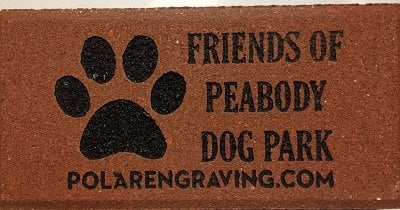 FRIENDS OF
PEABODY
DOG PARK
POLARENGRAVING.COM